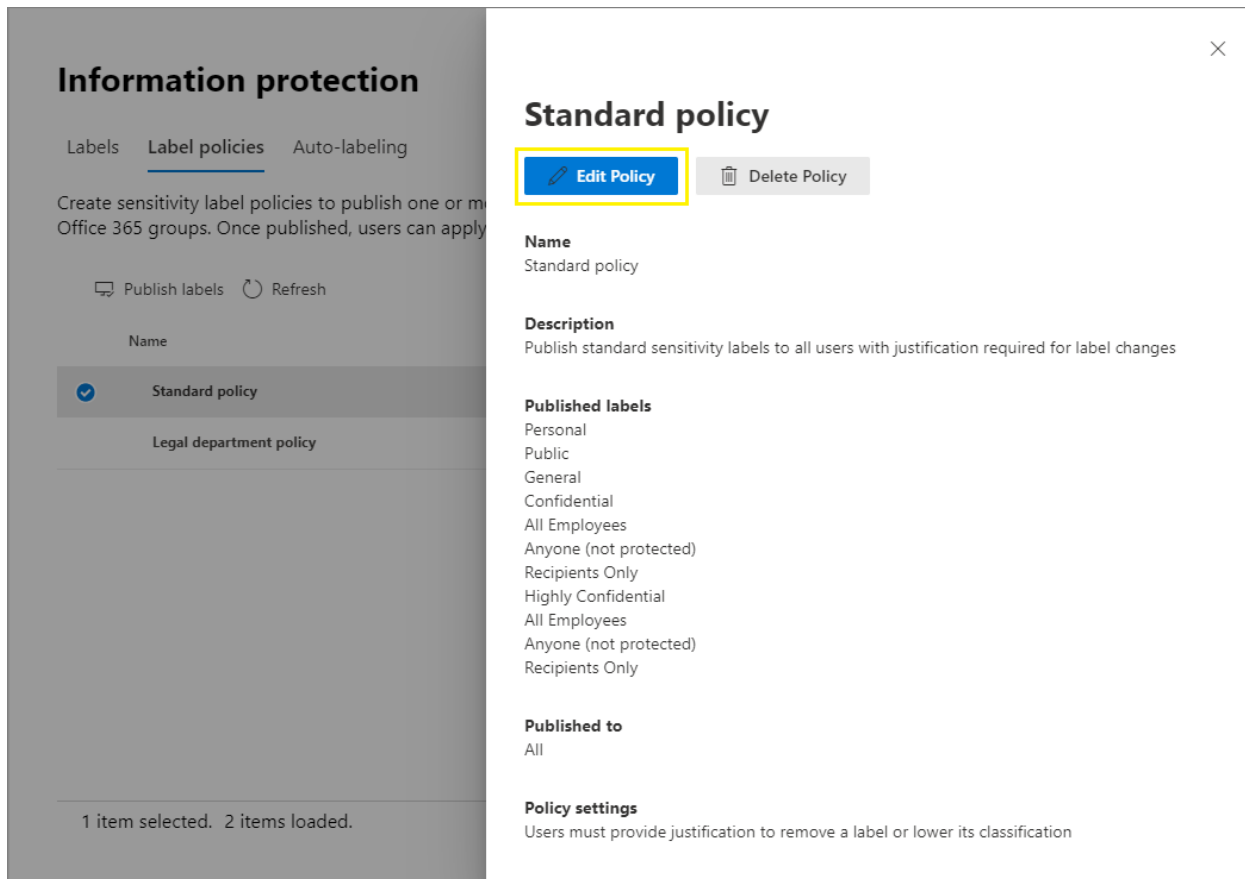 Information protection
Labels Label policies Auto-labeling
Create sensitivity label policies to publish one or
Office 365 groups. Once published, users can apply
Publish labels Refresh
Name
Standard policy
Legal department policy
1 item selected. 2 items loaded.
Standard policy
Edit Policy Delete Policy
Name
Standard policy
Description
Publish standard sensitivity labels to all users with justification required for label changes
Published labels
Personal
Public
General
Confidential
All Employees
Anyone (not protected)
Recipients Only
Highly Confidential
All Employees
Anyone (not protected)
Recipients Only
Published to
All
Policy settings
Users must provide justification to remove a label or lower its classification